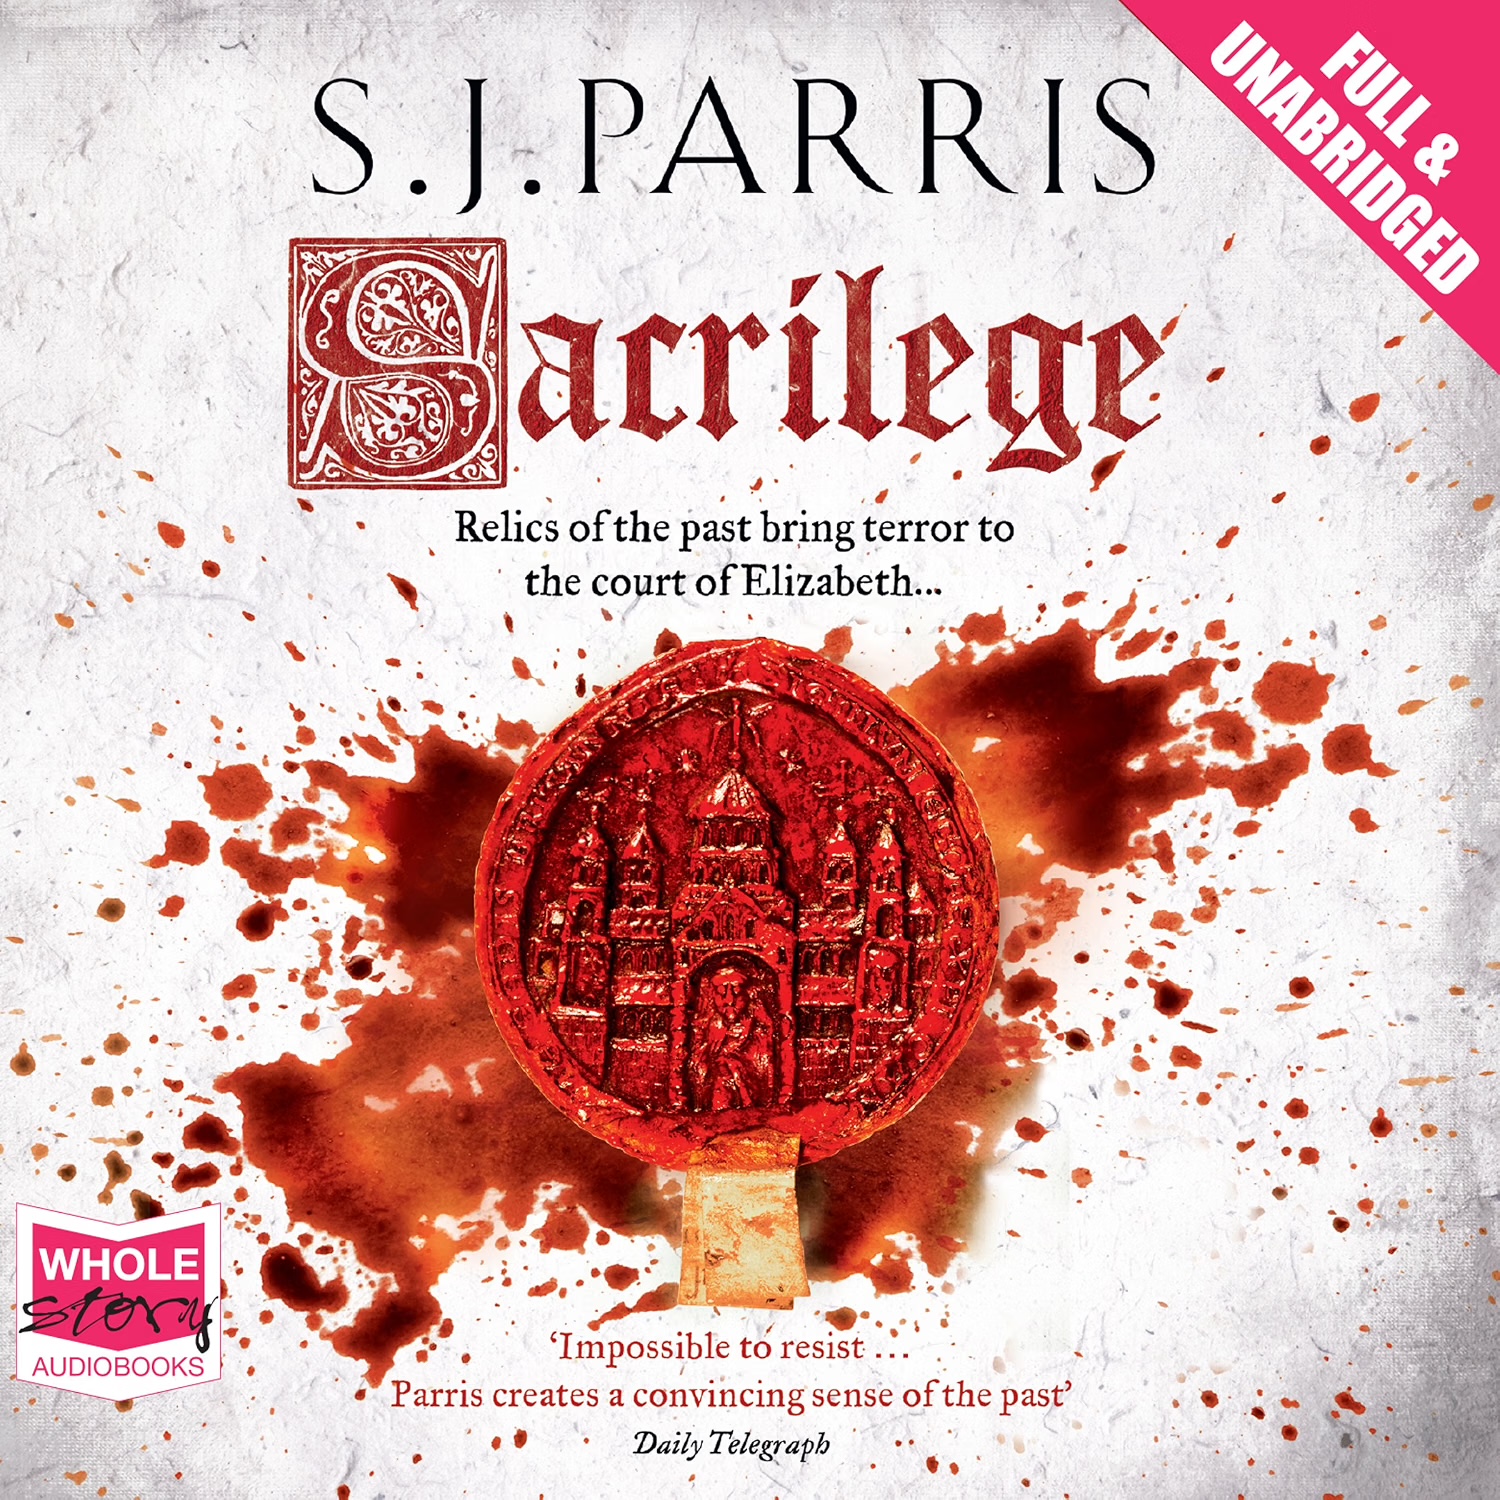 S.J.PARRIS
FULL &
UNABRIDGED
Sacrilege
Relics of the past bring terror to
the court of Elizabeth...
WHOLE
story
AUDIOBOOKS
‘Impossible to resist ...
Parris creates a convincing sense of the past’
Daily Telegraph